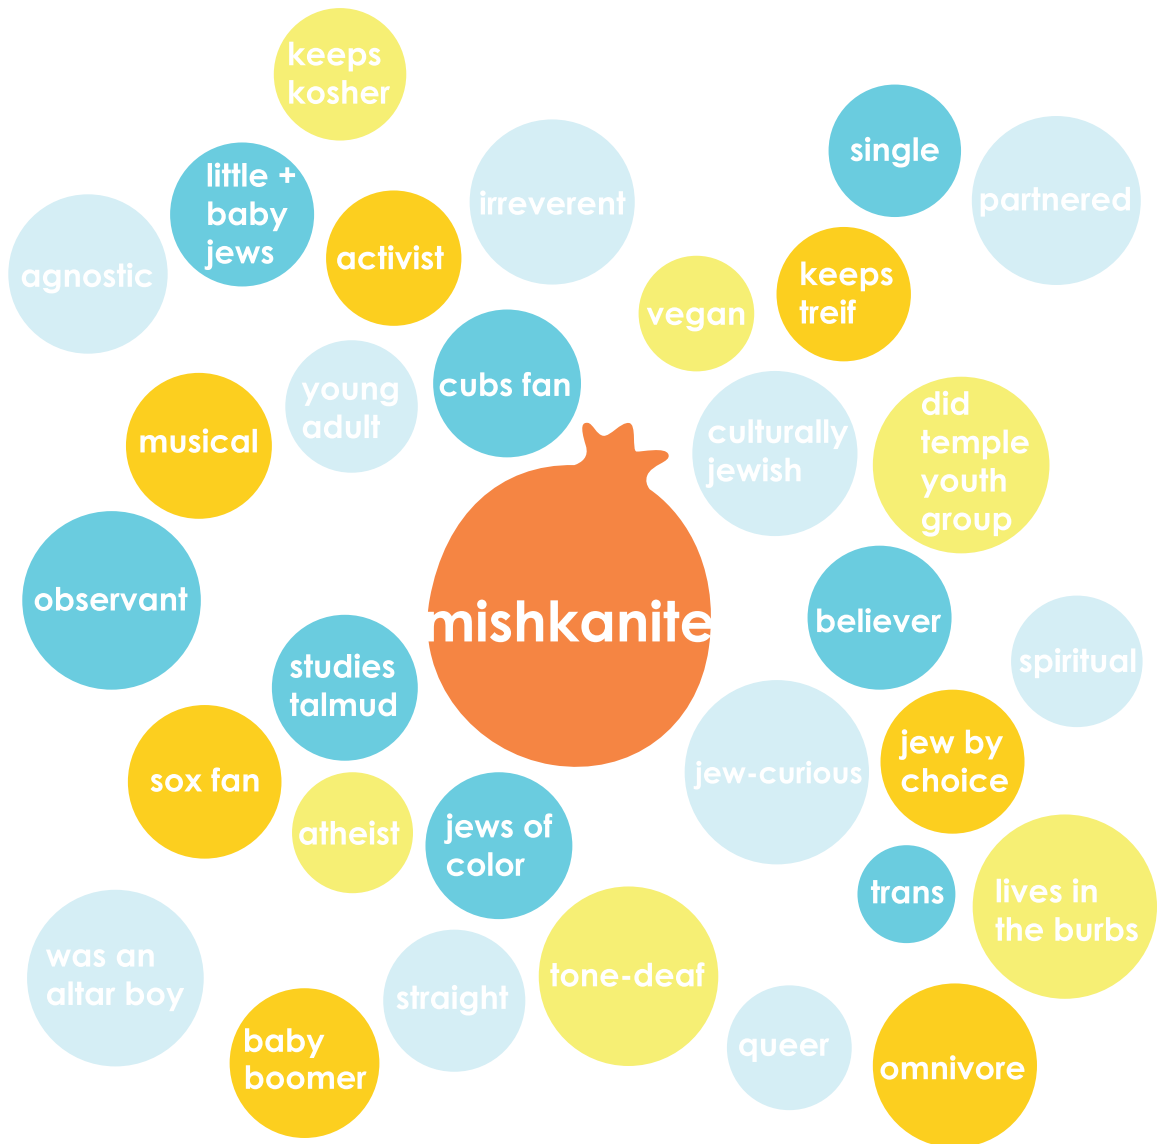 keeps
kosher
single
little +
baby
jews
irreverent
partnered
agnostic
activist
keeps
treif
vegan
young
adult
cubs fan
culturally
jewish
did
temple
youth
group
musical
observant
mishkanite
believer
spiritual
studies
talmud
sox fan
jew-curious
jew by
choice
atheist
jews of
color
trans
lives in
the burbs
was an
altar boy
straight
tone-deaf
baby
boomer
queer
omnivore